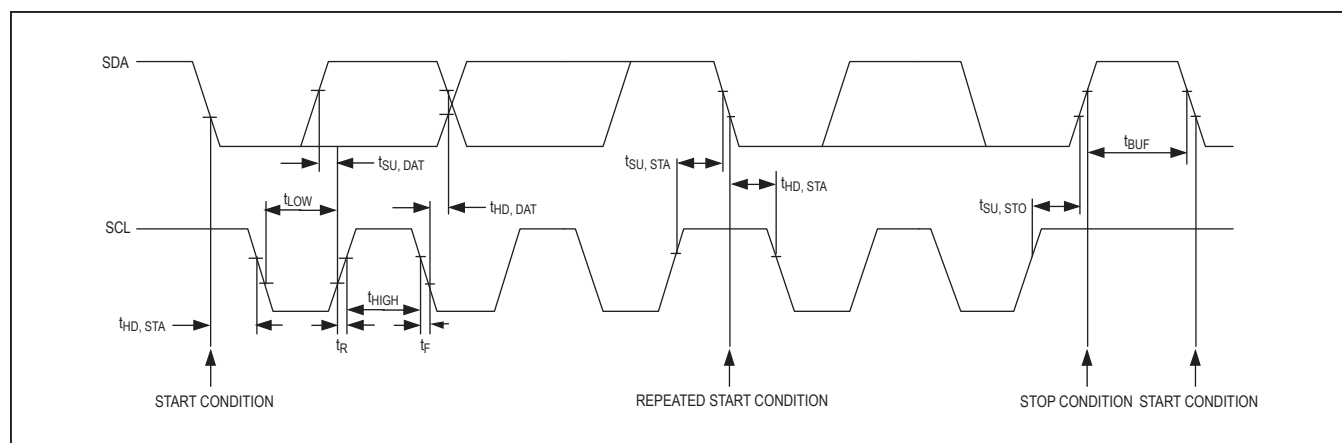 SDA
tSU, DAT
tSU, STA
tBUF
tHD, STA
tLOW
tHD, DAT
tSU, STO
SCL
tHIGH
tHD, STA
tR
tF
START CONDITION
REPEATED START CONDITION
STOP CONDITION
START CONDITION